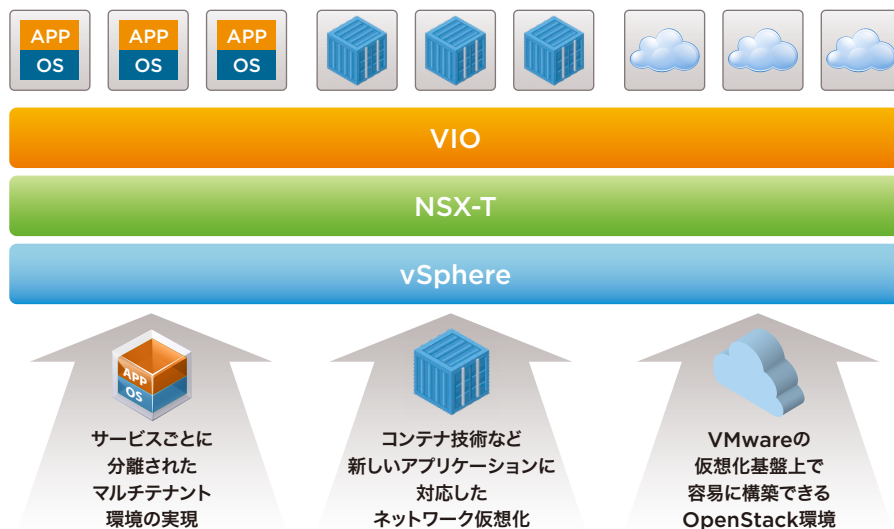 APP
OS
APP
OS
APP
OS
VIO
NSX-T
vSphere
APP
OS
サービスごとに
分離された
マルチテナント
環境の実現
コンテナ技術など
新しいアプリケーションに
対応した
ネットワーク仮想化
VMwareの
仮想化基盤上で
容易に構築できる
OpenStack環境